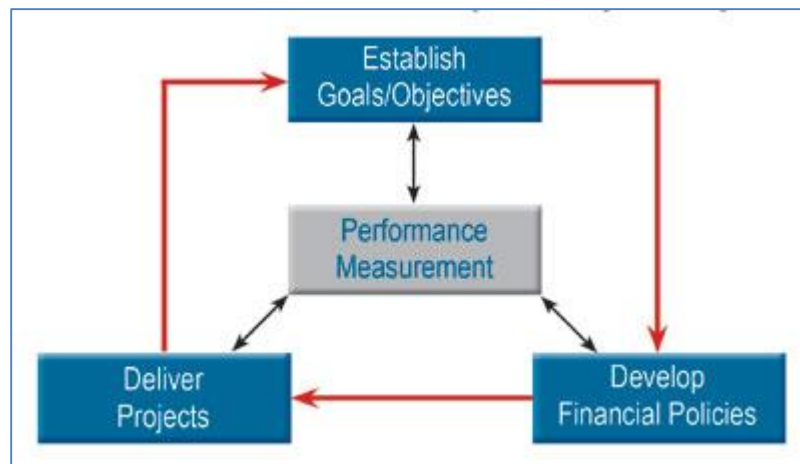 Establish
Goals/Objectives
Performance
Measurement
Deliver
Projects
Develop
Financial Policies